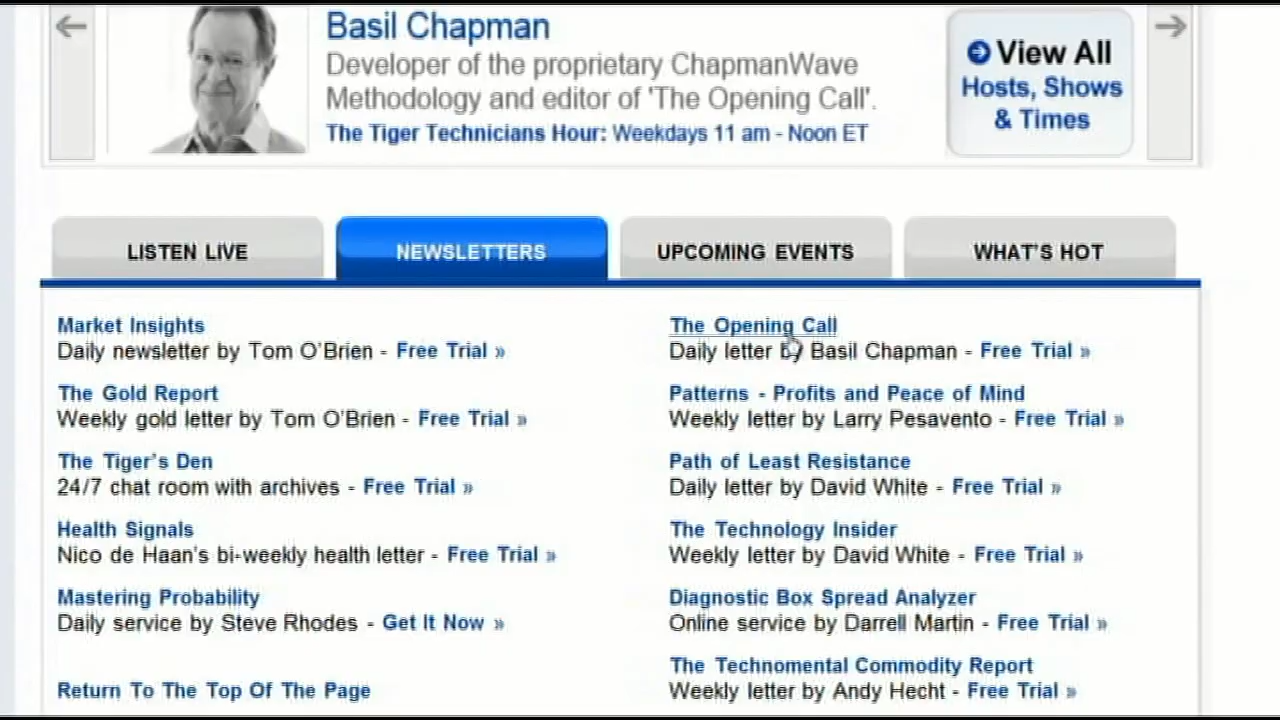 Basil Chapman
Developer of the proprietary ChapmanWave
Methodology and editor of 'The Opening Call'.
The Tiger Technicians Hour: Weekdays 11 am - Noon ET
View All
Hosts, Shows
& Times
LISTEN LIVE
NEWSLETTERS
UPCOMING EVENTS
WHAT'S HOT
Market Insights
Daily newsletter by Tom O'Brien - Free Trial »
The Gold Report
Weekly gold letter by Tom O'Brien - Free Trial »
The Tiger's Den
24/7 chat room with archives - Free Trial »
Health Signals
Nico de Haan's bi-weekly health letter - Free Trial »
Mastering Probability
Daily service by Steve Rhodes - Get It Now »
Return To The Top Of The Page
The Opening Call
Daily letter by Basil Chapman - Free Trial »
Patterns - Profits and Peace of Mind
Weekly letter by Larry Pesavento - Free Trial »
Path of Least Resistance
Daily letter by David White - Free Trial »
The Technology Insider
Weekly letter by David White - Free Trial »
Diagnostic Box Spread Analyzer
Online service by Darrell Martin - Free Trial »
The Technomental Commodity Report
Weekly letter by Andy Hecht - Free Trial »